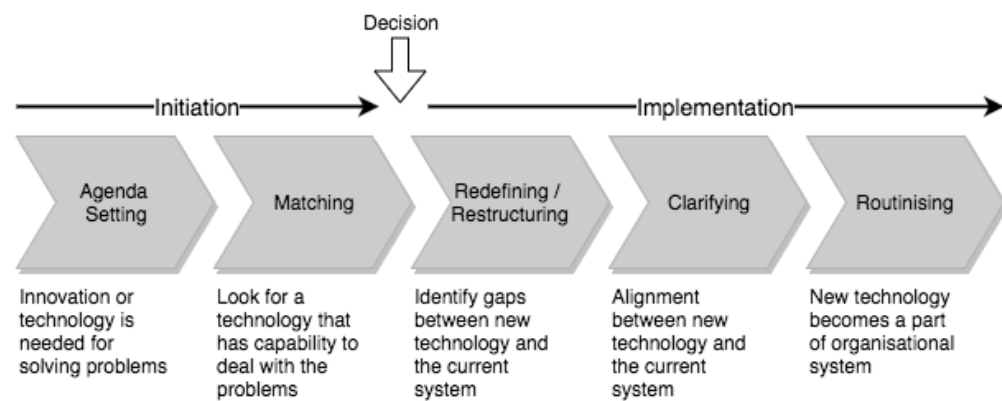 Decision
Initiation
Implementation
Agenda
Setting
Matching
Redefining /
Restructuring
Clarifying
Routinising
Innovation or
technology is
needed for
solving problems
Look for a
technology that
has capability to
deal with the
problems
Identify gaps
between new
technology and
the current
system
Alignment
between new
technology and
the current
system
New technology
becomes a part
of organisational
system